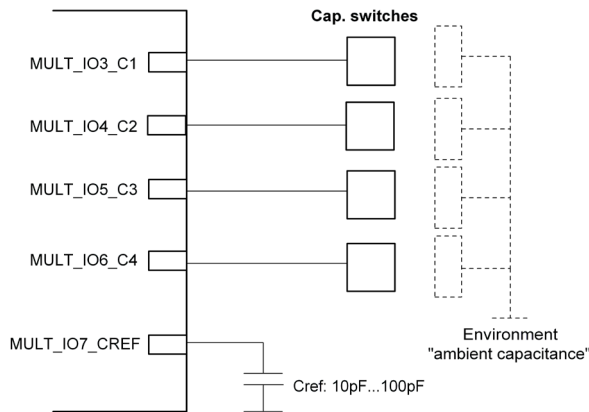 Cap. switches
MULT_IO3_C1
MULT_IO4_C2
MULT_IO5_C3
MULT_IO6_C4
MULT_IO7_CREF
Environment
"ambient capacitance"
Cref: 10pF...100pF